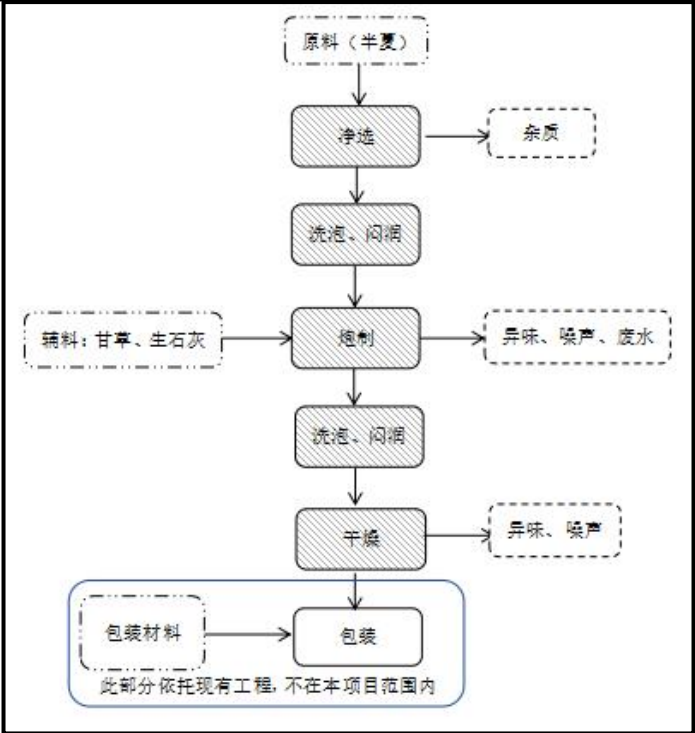 原料（半夏）
净选
杂质
洗泡、闷润
辅料：甘草、生石灰
炮制
异味、噪声、废水
洗泡、闷润
干燥
异味、噪声
包装材料
包装
此部分依托现有工程，不在本项目范围内